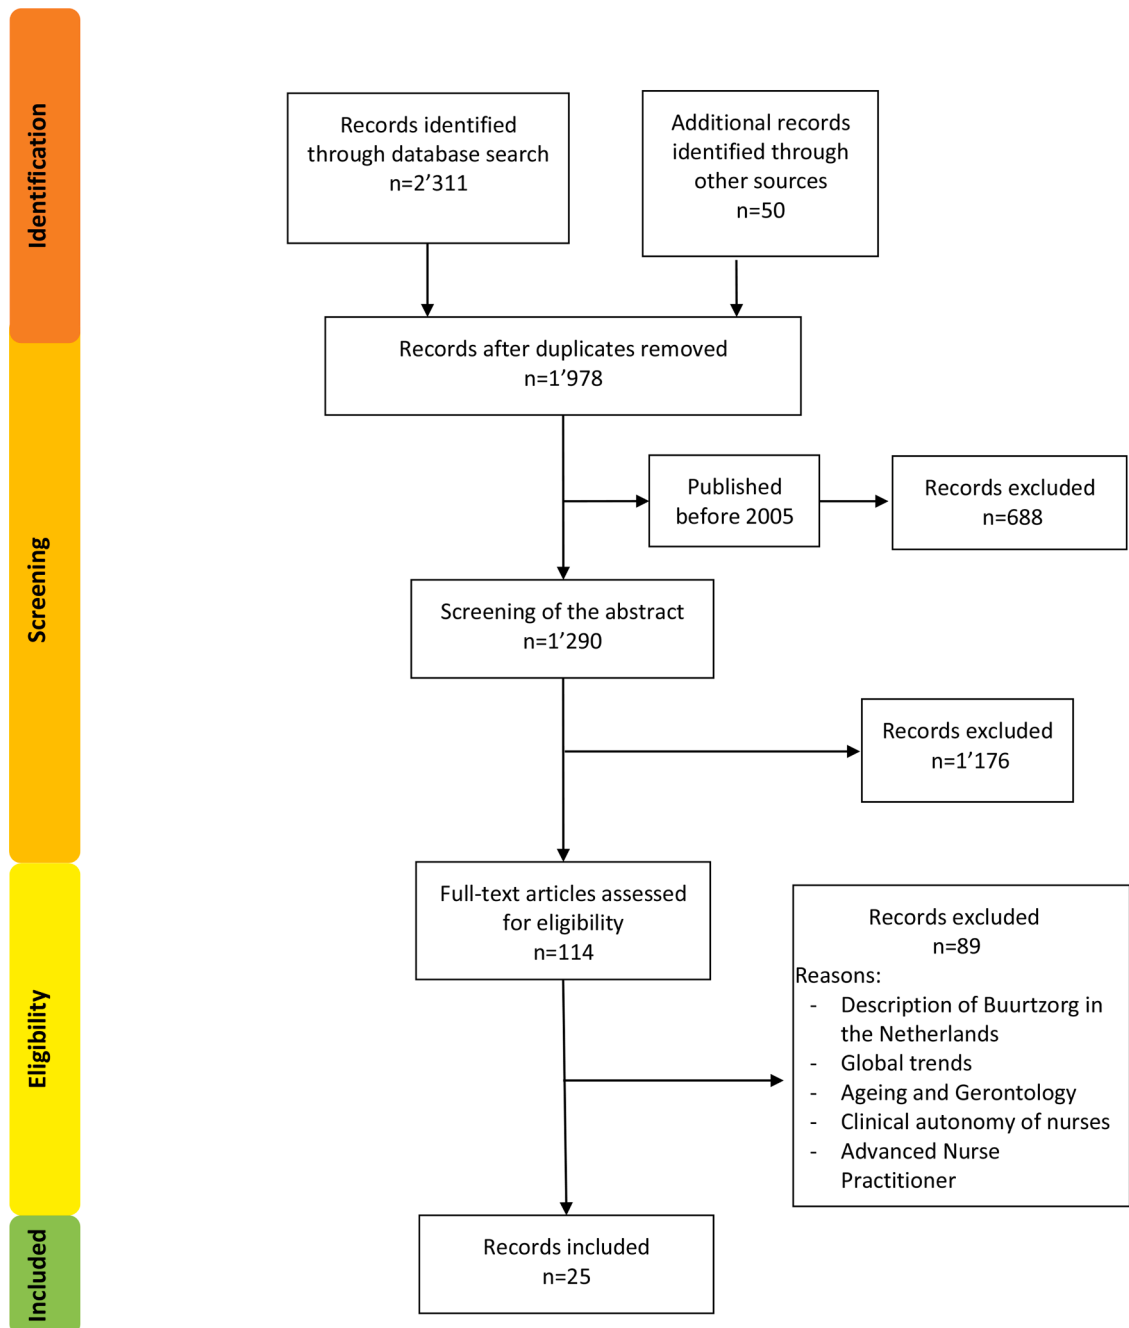 Identification
Records identified
through database search
n=2’311
Additional records
identified through
other sources
n=50
Records after duplicates removed
n=1’978
Screening
Published
before 2005
Records excluded
n=688
Screening of the abstract
n=1’290
Records excluded
n=1’176
Eligibility
Full-text articles assessed
for eligibility
n=114
Records excluded
n=89
Reasons:
- Description of Buurtzorg in
the Netherlands
- Global trends
- Ageing and Gerontology
- Clinical autonomy of nurses
- Advanced Nurse
Practitioner
Included
Records included
n=25